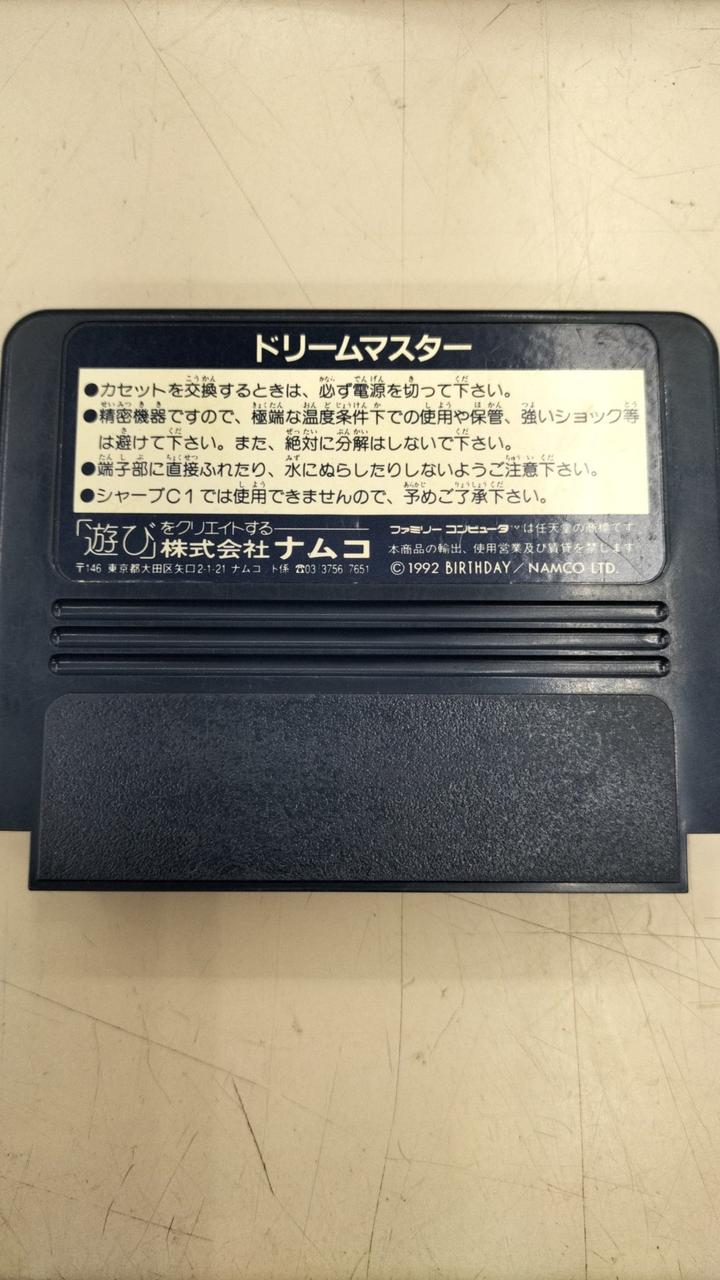 ドリームマスター
●カセットを交換するときは、必ず電源を切って下さい。
●精密機器ですので、極端な温度条件下での使用や保管、強いショック等
は避けて下さい。また、絶対に分解はしないで下さい。
●端子部に直接ふれたり、水にぬらしたりしないようご注意下さい。
●シャープC1では使用できませんので、予めご了承下さい。
「遊び」をクリエイトする
株式会社 ナムコ
〒146 東京都大田区矢口2-1-21 ナムコ ト係 ☎03 3756 7651
ファミリー コンピュータ™は任天堂の商標です
本商品の輸出、使用営業及び賃貸を禁じます
© 1992 BIRTHDAY/NAMCO LTD.